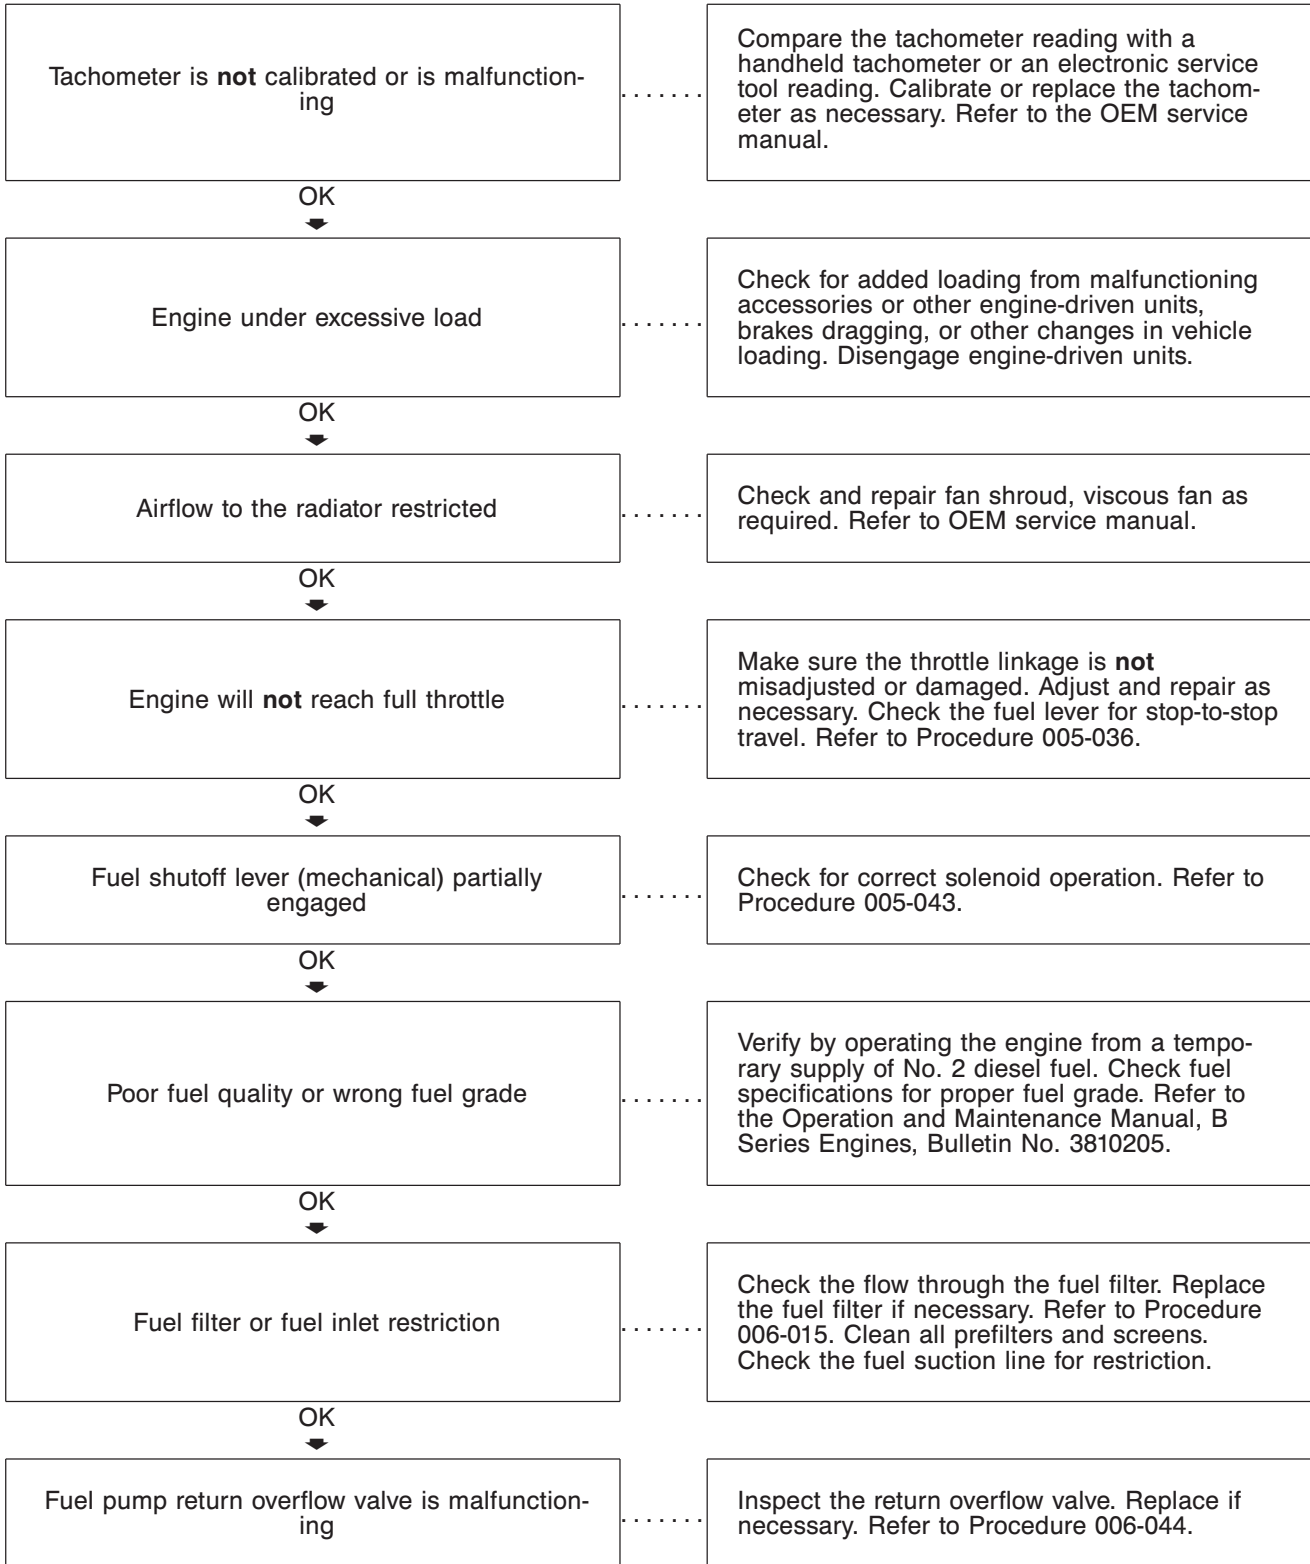 Tachometer is not calibrated or is malfunction-
ing
. . . . . . .
Compare the tachometer reading with a
handheld tachometer or an electronic service
tool reading. Calibrate or replace the tachom-
eter as necessary. Refer to the OEM service
manual.
OK
Engine under excessive load
. . . . . . .
Check for added loading from malfunctioning
accessories or other engine-driven units,
brakes dragging, or other changes in vehicle
loading. Disengage engine-driven units.
OK
Airflow to the radiator restricted
. . . . . . .
Check and repair fan shroud, viscous fan as
required. Refer to OEM service manual.
OK
Engine will not reach full throttle
. . . . . . .
Make sure the throttle linkage is not
misadjusted or damaged. Adjust and repair as
necessary. Check the fuel lever for stop-to-stop
travel. Refer to Procedure 005-036.
OK
Fuel shutoff lever (mechanical) partially
engaged
. . . . . . .
Check for correct solenoid operation. Refer to
Procedure 005-043.
OK
Poor fuel quality or wrong fuel grade
. . . . . . .
Verify by operating the engine from a tempo-
rary supply of No. 2 diesel fuel. Check fuel
specifications for proper fuel grade. Refer to
the Operation and Maintenance Manual, B
Series Engines, Bulletin No. 3810205.
OK
Fuel filter or fuel inlet restriction
. . . . . . .
Check the flow through the fuel filter. Replace
the fuel filter if necessary. Refer to Procedure
006-015. Clean all prefilters and screens.
Check the fuel suction line for restriction.
OK
Fuel pump return overflow valve is malfunction-
ing
. . . . . . .
Inspect the return overflow valve. Replace if
necessary. Refer to Procedure 006-044.